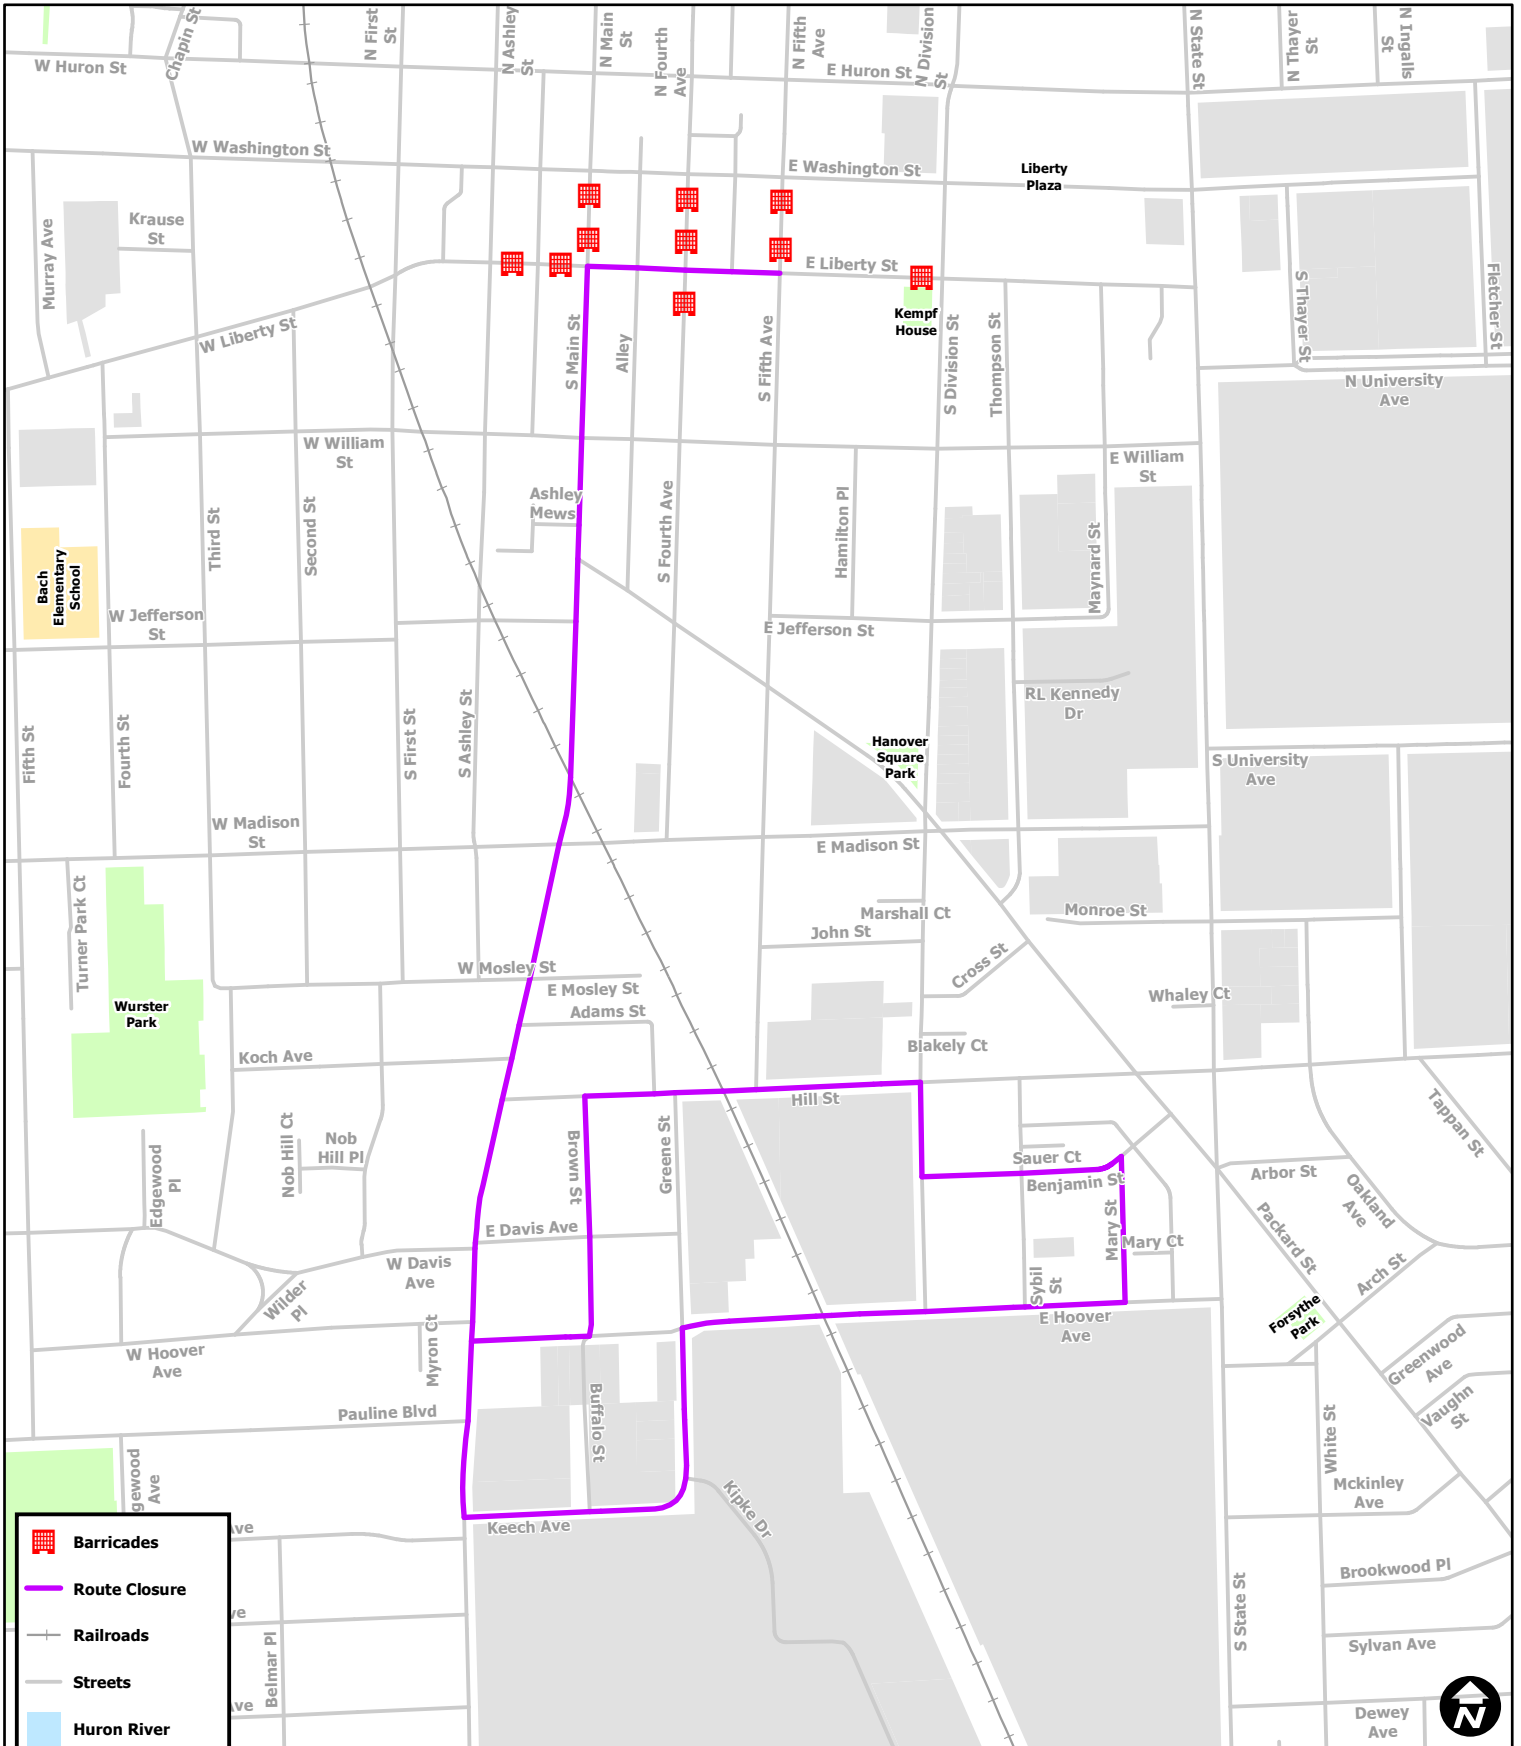 Chapin St
N First
St
N Ashley
St
N Main
St
N Fourth
Ave
N Fifth
Ave
N Division
St
N State St
N Thayer
St
N Ingalls
St
W Huron St
E Huron St
W Washington St
E Washington St
Liberty
Plaza
Murray Ave
Krause
St
W Liberty St
E Liberty St
Kempf
House
S Main St
Alley
S Fifth Ave
S Division St
Thompson St
S Thayer St
Fletcher St
N University
Ave
W William
St
E William
St
Ashley
Mews
Third St
Second St
S Fourth Ave
Hamilton Pl
Maynard St
Bach
Elementary
School
W Jefferson
St
E Jefferson St
RL Kennedy
Dr
Fifth St
Fourth St
S First St
S Ashley St
Hanover
Square
Park
S University
Ave
W Madison
St
E Madison St
Turner Park Ct
Marshall Ct
Monroe St
John St
W Mosley St
E Mosley St
Cross St
Wurster
Park
Adams St
Whaley Ct
Koch Ave
Blakely Ct
Hill St
Nob Hill Ct
Nob
Hill Pl
Edgewood
Pl
Brown St
Greene St
Sauer Ct
Benjamin St
Arbor St
Tappan St
Oakland
Ave
Packard St
E Davis Ave
W Davis
Ave
Mary St
Mary Ct
Sybil
St
Arch St
Wilder
Pl
Forsythe
Park
E Hoover
Ave
W Hoover
Ave
Myron Ct
Greenwood
Ave
Vaughn
St
Pauline Blvd
Buffalo St
White St
gewood
Ave
Kipke Dr
Mckinley
Ave
Keech Ave
Ave
Brookwood Pl
ve
S State St
Sylvan Ave
Belmar Pl
Ave
Dewey
Ave
Barricades
Route Closure
Railroads
Streets
Huron River
N